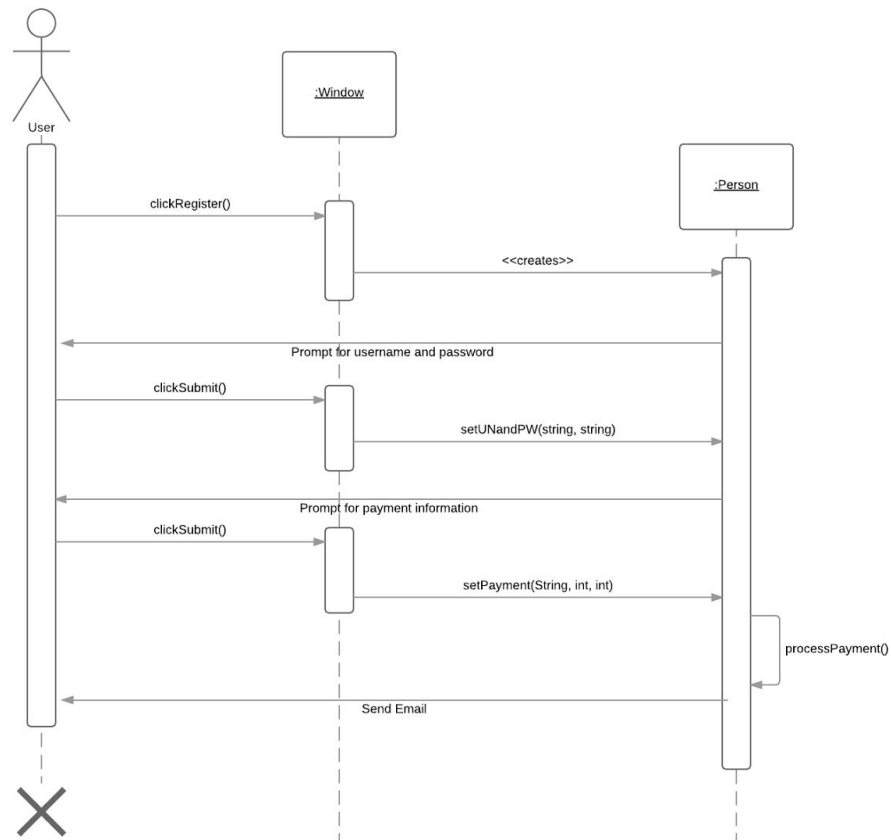 :Window
User
:Person
clickRegister()
<<creates>>
Prompt for username and password
clickSubmit()
setUNandPW(string, string)
Prompt for payment information
clickSubmit()
setPayment(String, int, int)
processPayment()
Send Email